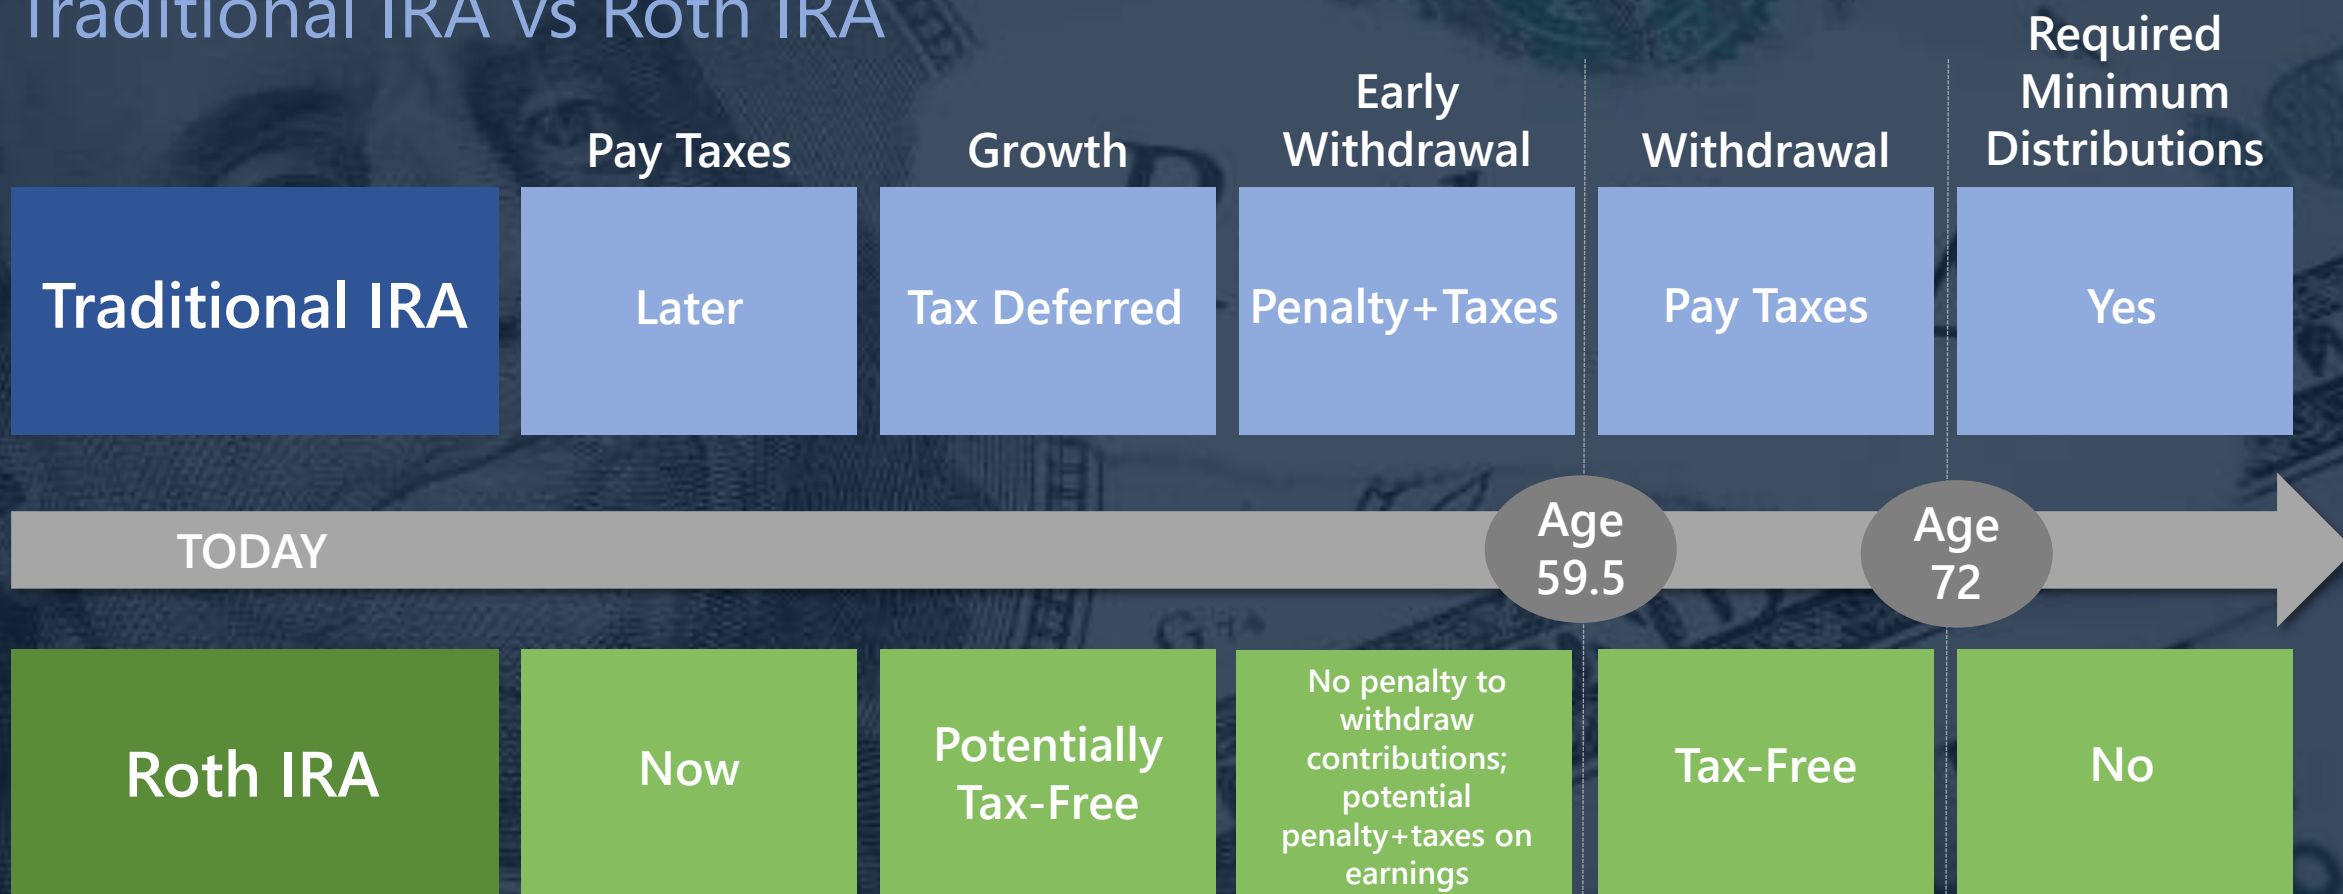 Traditional IRA vs Roth IRA
Pay Taxes
Growth
Early
Withdrawal
Withdrawal
Required
Minimum
Distributions
Traditional IRA
Later
Tax Deferred
Penalty+Taxes
Pay Taxes
Yes
TODAY
Age
59.5
Age
72
Roth IRA
Now
Potentially
Tax-Free
No penalty to
withdraw
contributions;
potential
penalty+taxes on
earnings
Tax-Free
No